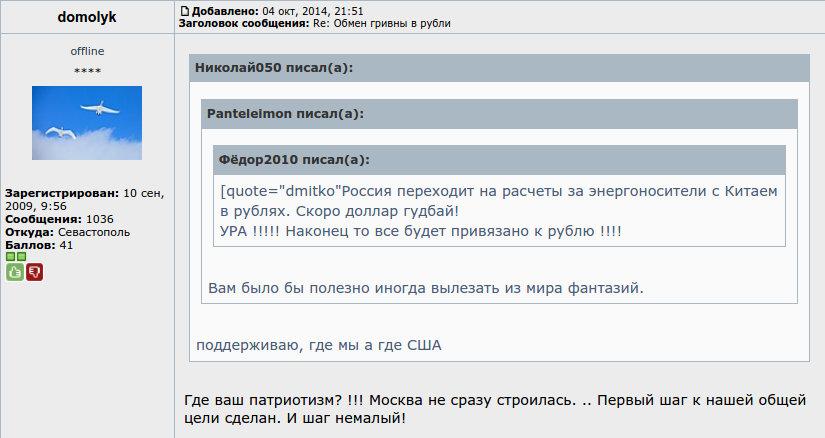 domolyk
Добавлено: 04 окт, 2014, 21:51
Заголовок сообщения: Re: Обмен гривны в рубли
offline
****
Зарегистрирован: 10 сен,
2009, 9:56
Сообщения: 1036
Откуда: Севастополь
Баллов: 41
Николай050 писал(а):
Panteleimon писал(а):
Фёдор2010 писал(а):
[quote="dmitko"Россия переходит на расчеты за энергоносители с Китаем
в рублях. Скоро доллар гудбай!
УРА !!!!! Наконец то все будет привязано к рублю !!!!
Вам было бы полезно иногда вылезать из мира фантазий.
поддерживаю, где мы а где США
Где ваш патриотизм? !!! Москва не сразу строилась. .. Первый шаг к нашей общей
цели сделан. И шаг немалый!